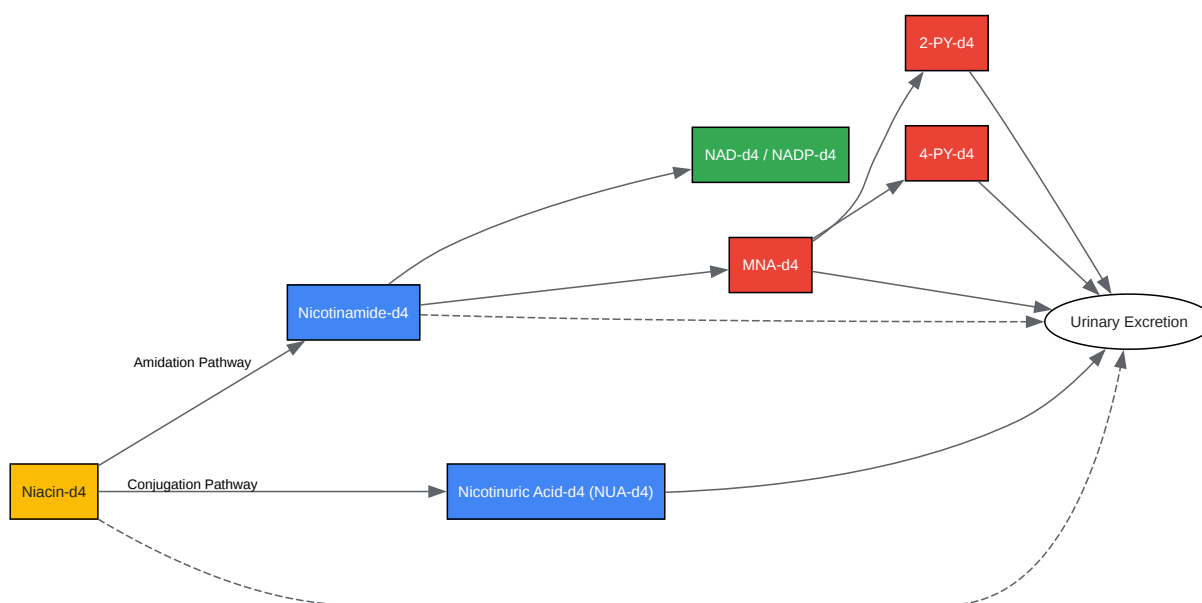 2-PY-d4
4-PY-d4
NAD-d4 / NADP-d4
MNA-d4
Nicotinamide-d4
Urinary Excretion
Amidation Pathway
Conjugation Pathway
Niacin-d4
Nicotinuric Acid-d4 (NUA-d4)